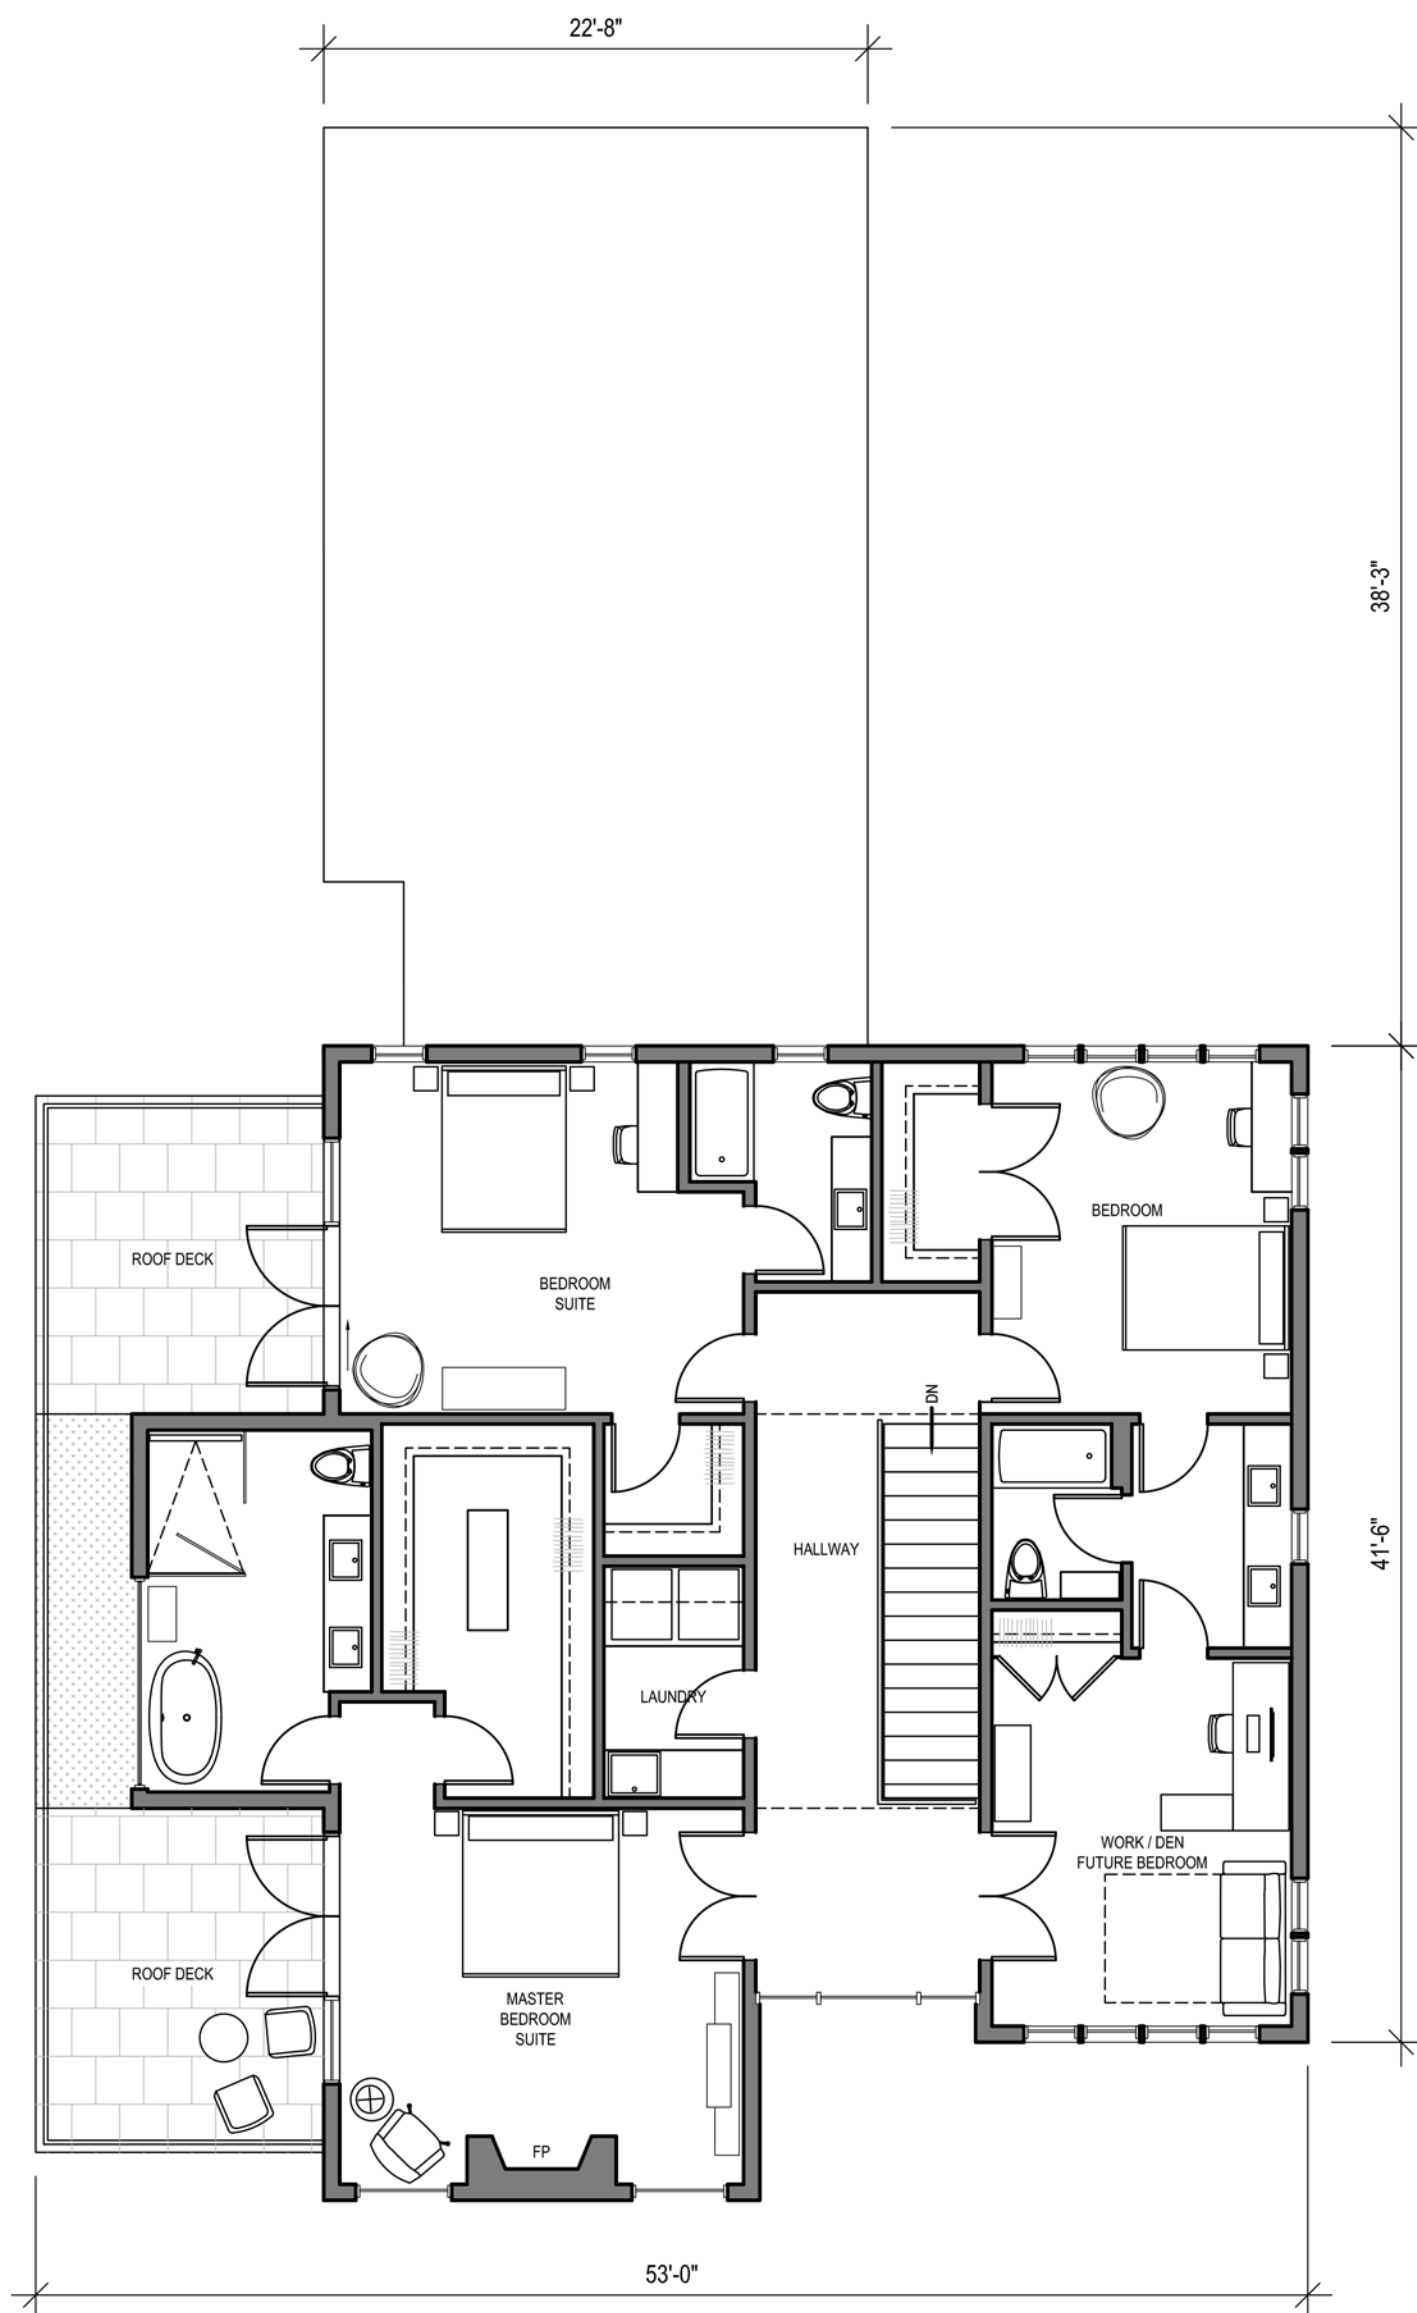 22'-8"
38'-3"
BEDROOM
ROOF DECK
BEDROOM
SUITE
DN
HALLWAY
41'-6"
LAUNDRY
WORK / DEN
FUTURE BEDROOM
ROOF DECK
MASTER
BEDROOM
SUITE
FP
53'-0"